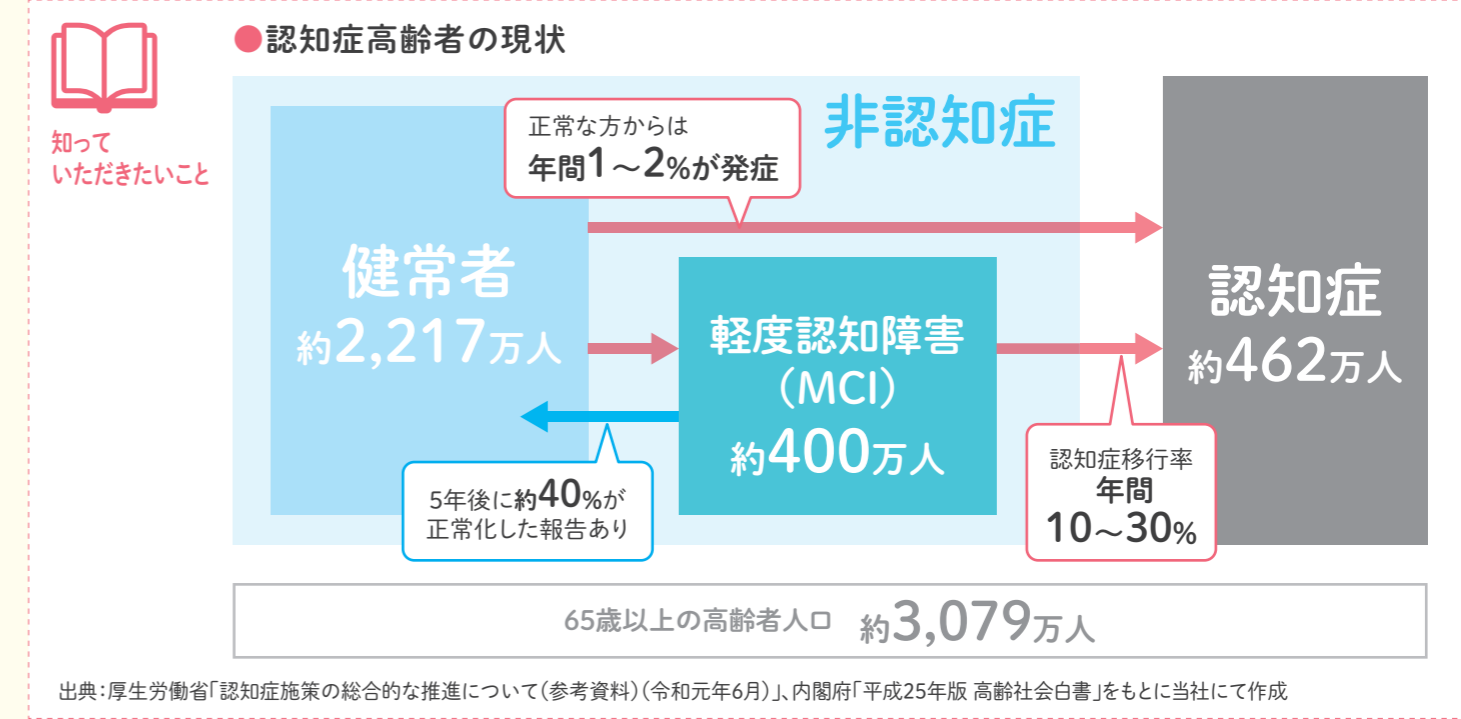 知って
いただきたいこと
●認知症高齢者の現状
非認知症
正常な方からは
年間1～2%が発症
健常者
約2,217万人
軽度認知障害
（MCI）
約400万人
認知症
約462万人
5年後に約40%が
正常化した報告あり
認知症移行率
年間
10～30%
65歳以上の高齢者人口 約3,079万人
出典：厚生労働省「認知症施策の総合的な推進について（参考資料）（令和元年6月）」、内閣府「平成25年版 高齢社会白書」をもとに当社にて作成